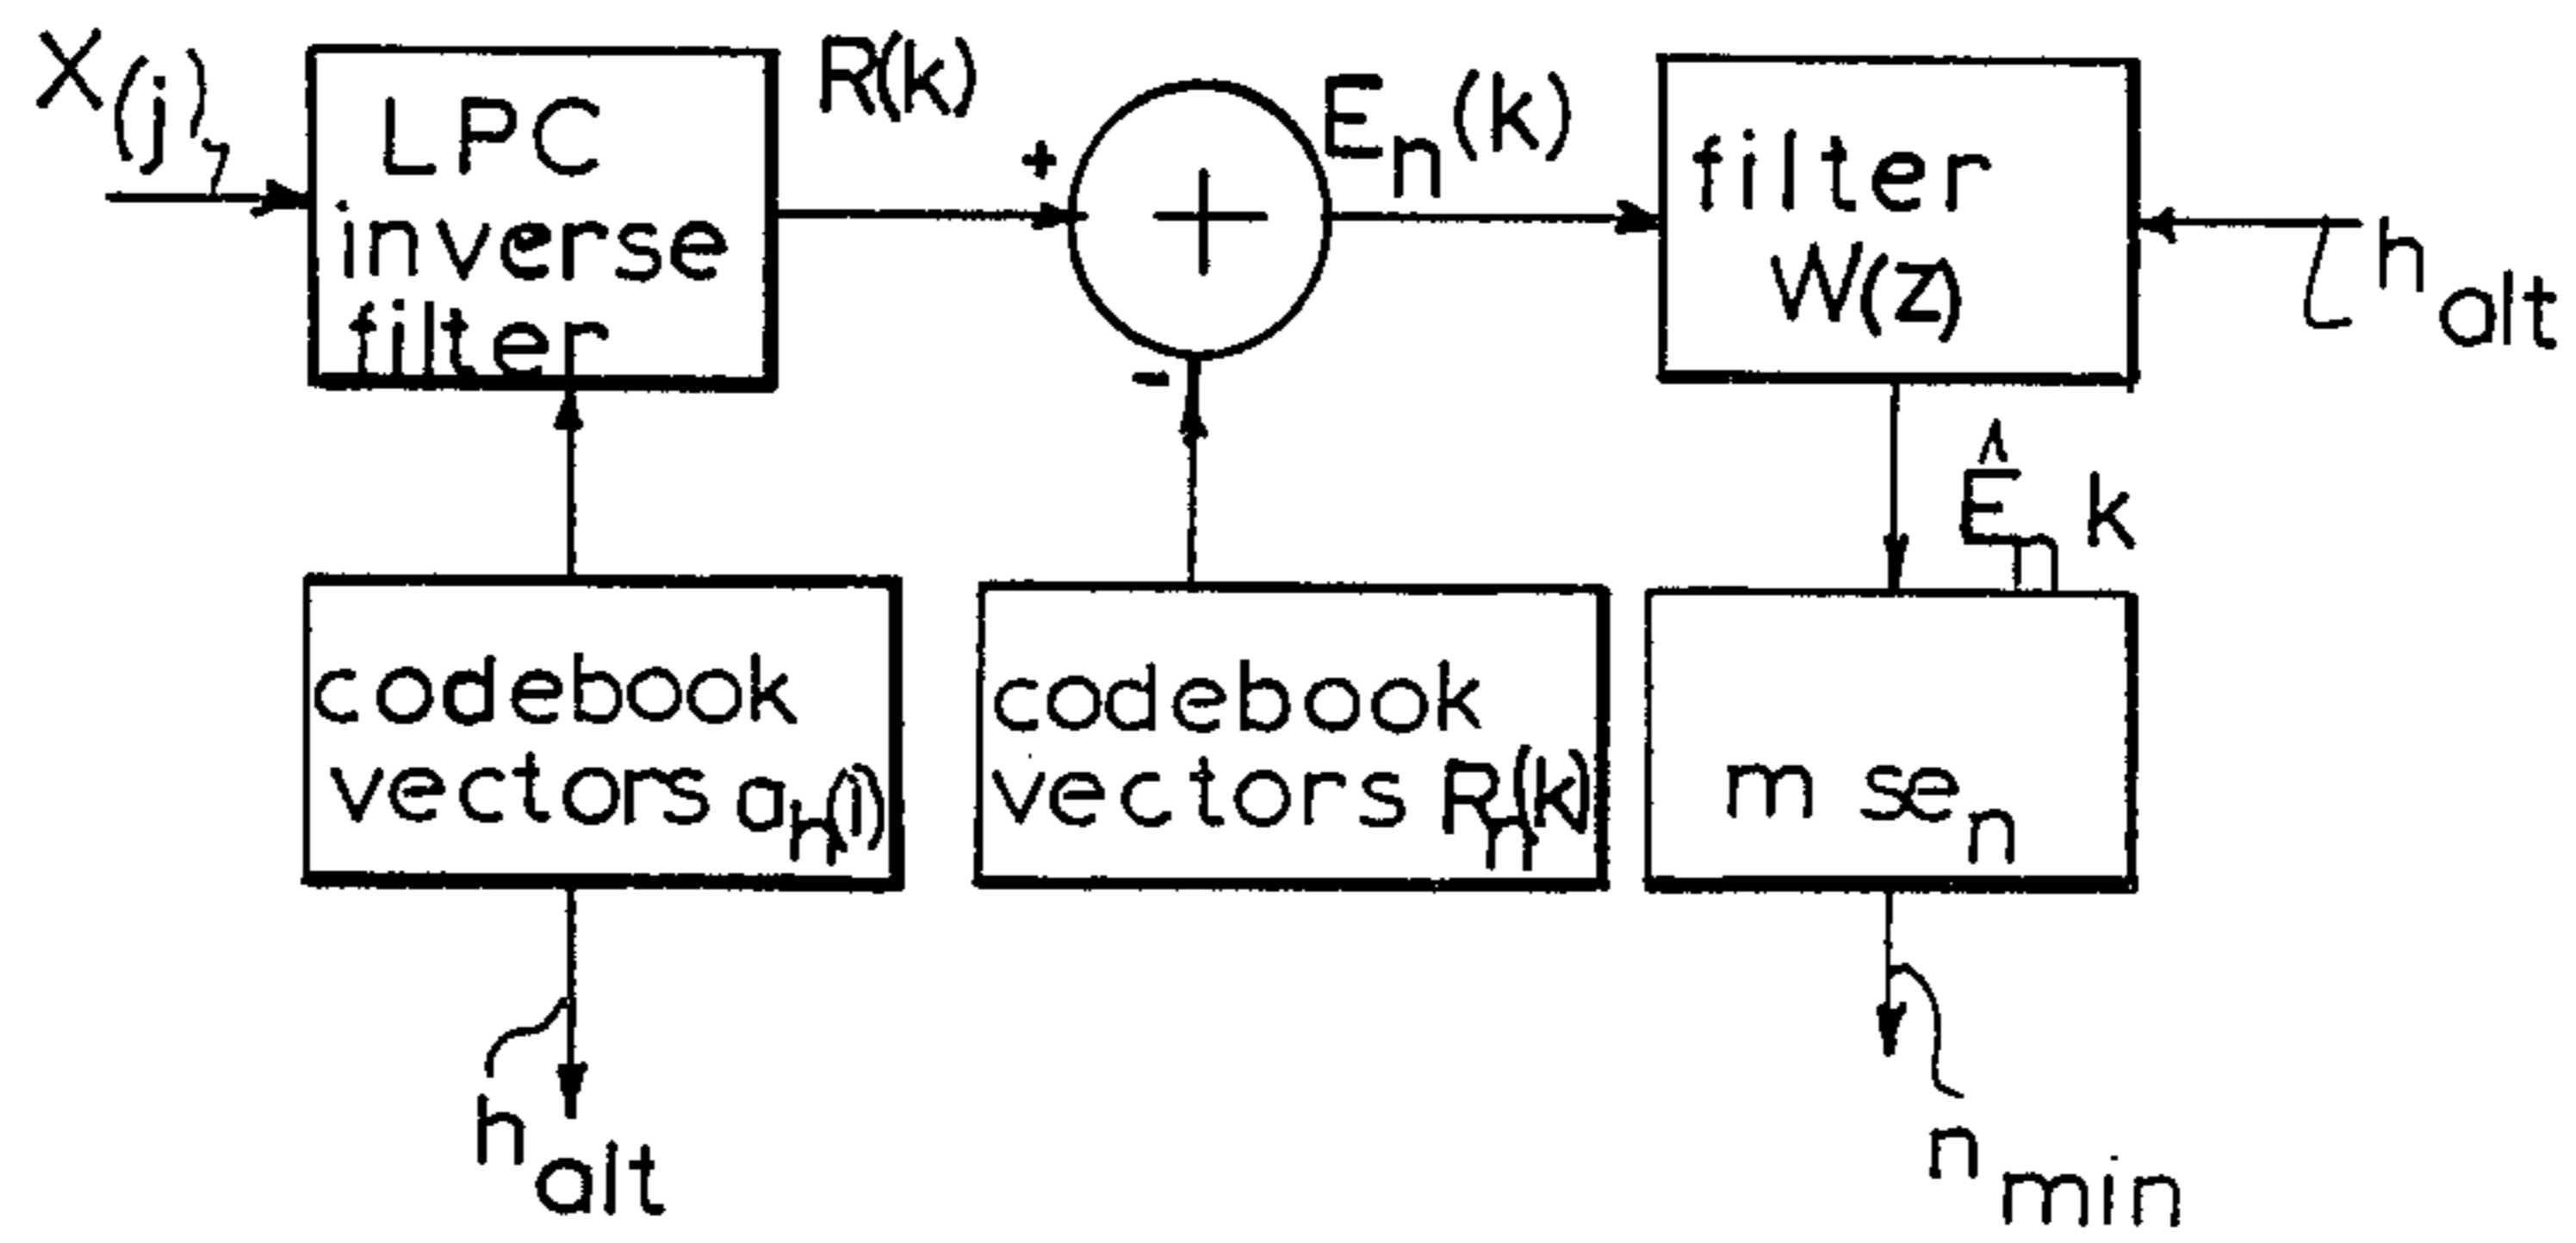 X(j)
LPC
inverse
filter
R(k)
+
+
-
En(k)
filter
W(z)
halt
Ên k
codebook
vectors ah(i)
codebook
vectors Rn(k)
m sen
halt
nmin